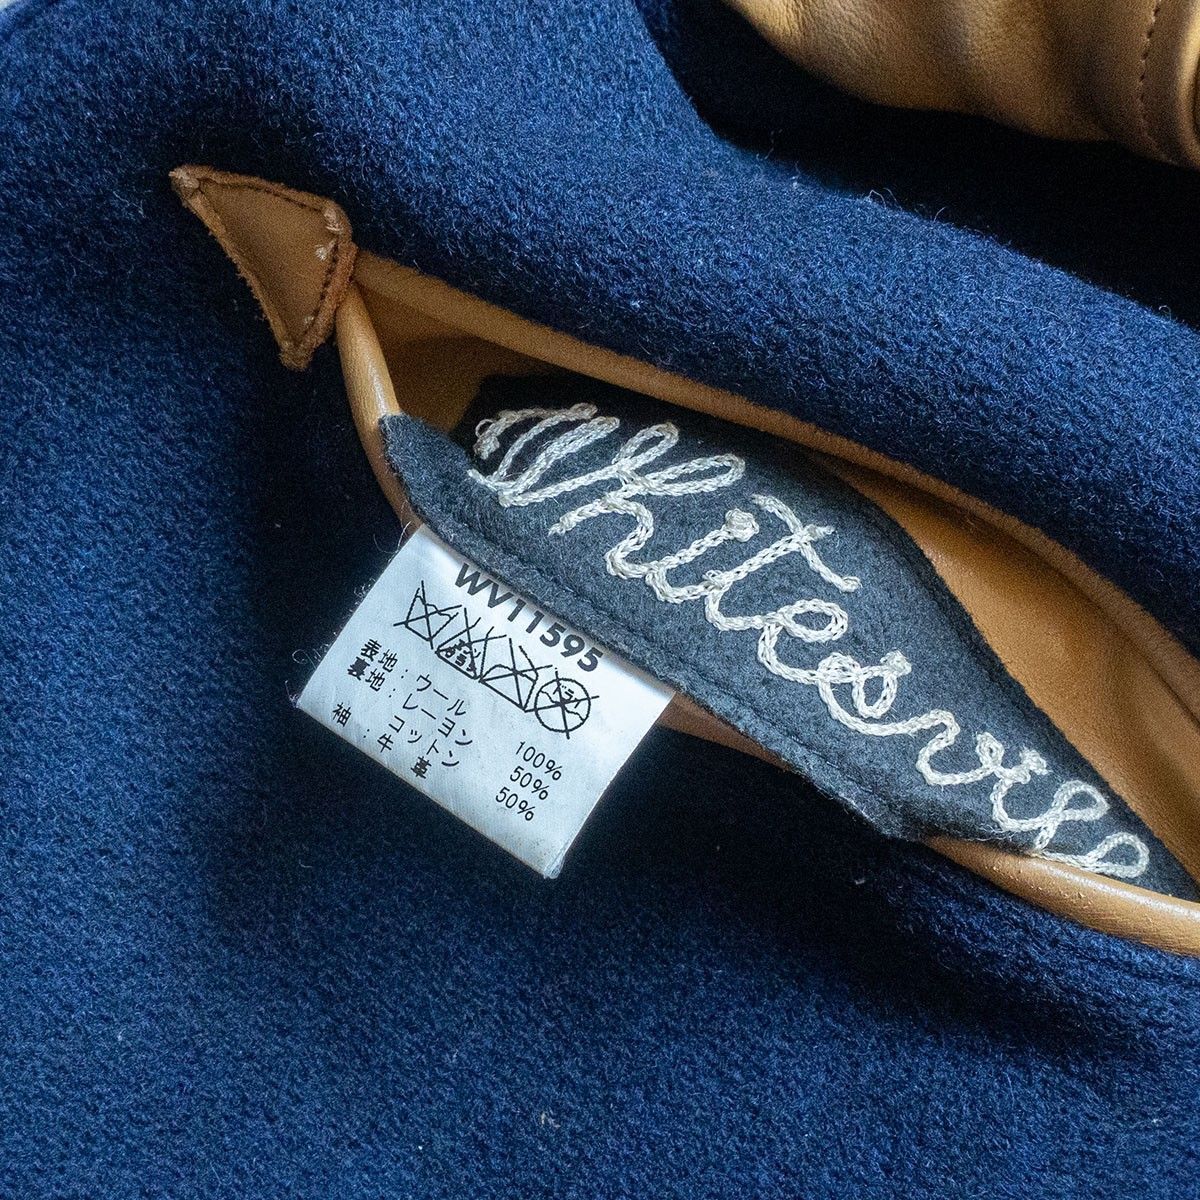 Whitesville
WV11595
表地:ウール 100%
裏地:レーヨン 50%
コットン 50%
袖 :牛 革